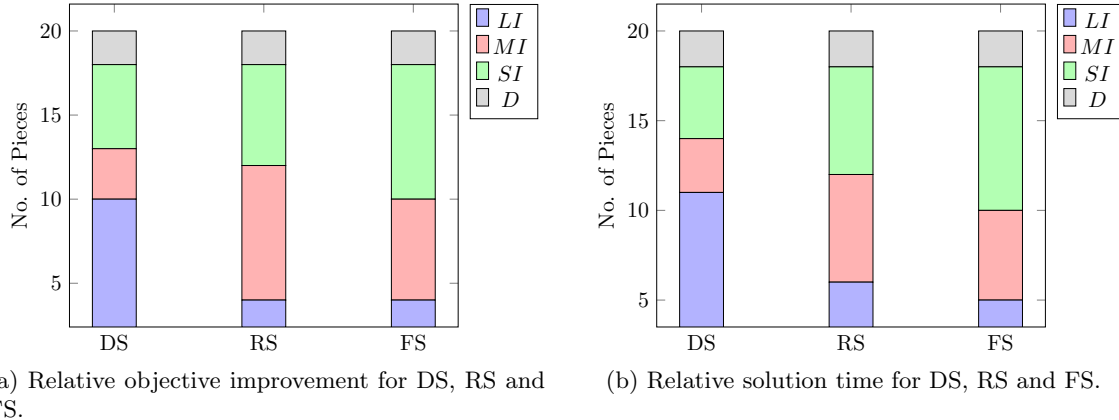 20
15
10
5
No. of Pieces
DS RS FS
LI
MI
SI
D
a) Relative objective improvement for DS, RS and
FS.
20
15
10
5
No. of Pieces
DS RS FS
LI
MI
SI
D
(b) Relative solution time for DS, RS and FS.